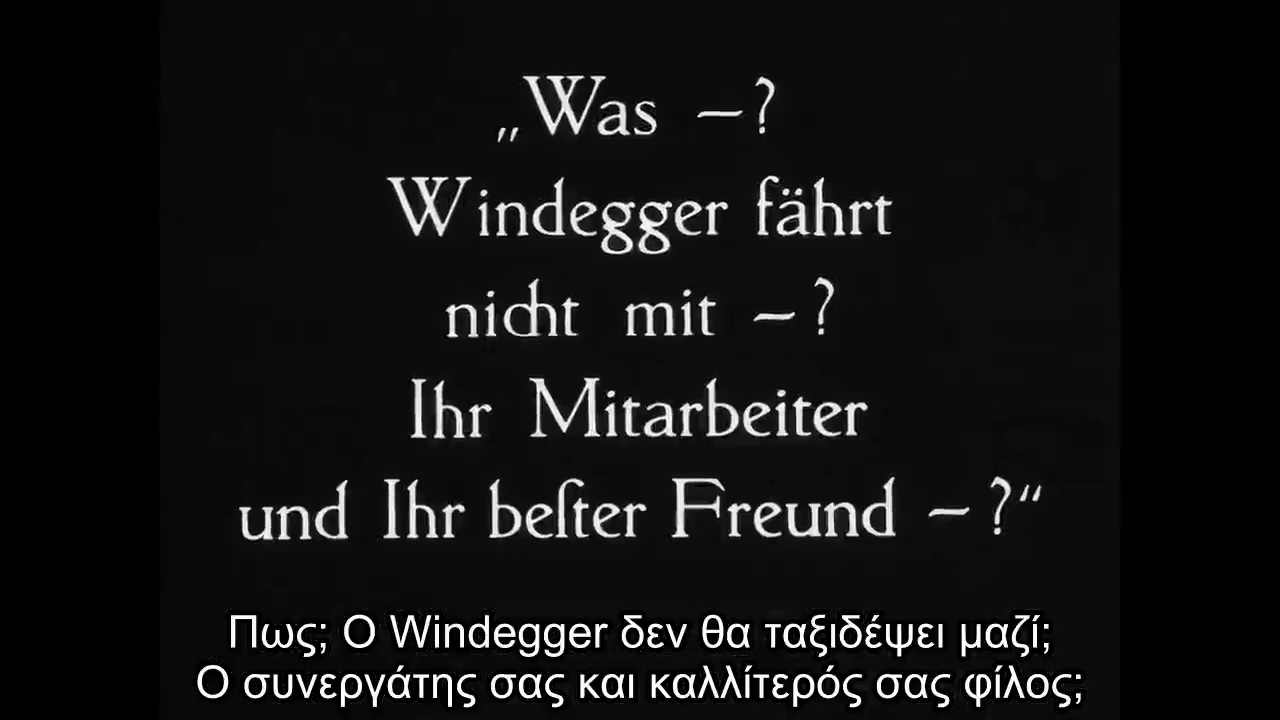 „Was –?
Windegger fährt
nicht mit –?
Ihr Mitarbeiter
und Ihr beſter Freund –?“
Πως; Ο Windegger δεν θα ταξιδέψει μαζί;
Ο συνεργάτης σας και καλλίτερός σας φίλος;